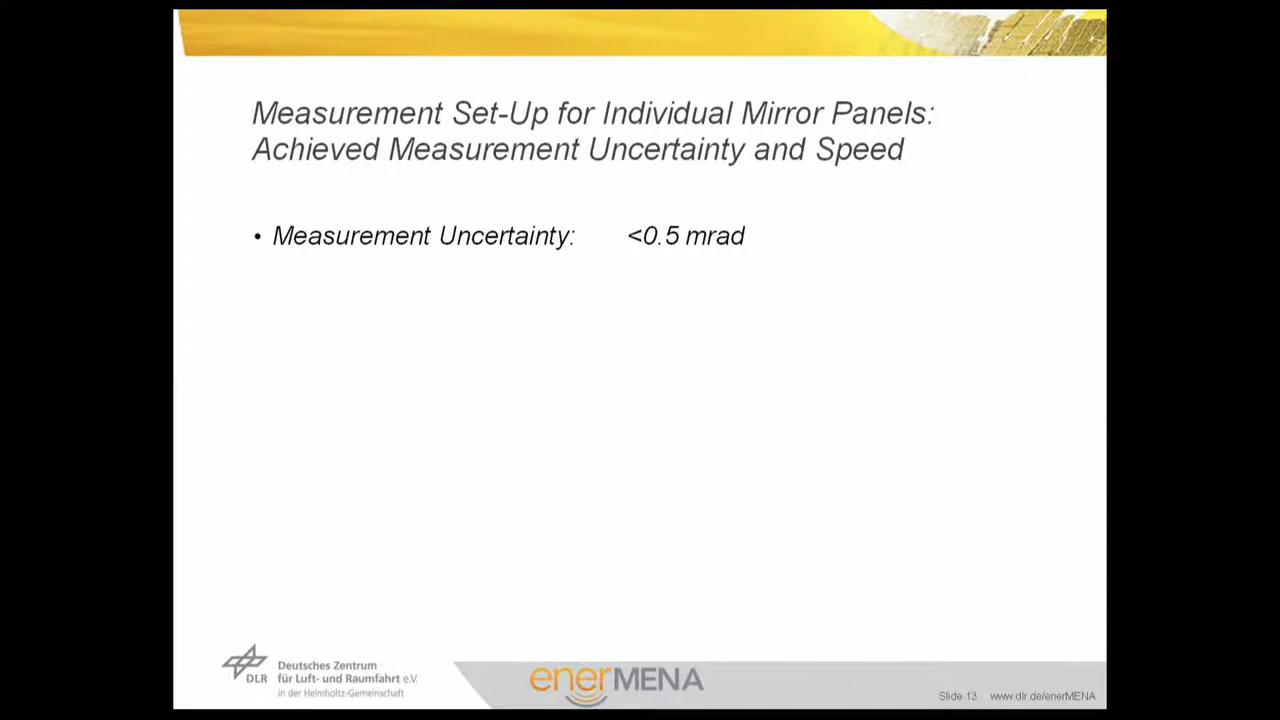 Measurement Set-Up for Individual Mirror Panels:
Achieved Measurement Uncertainty and Speed
• Measurement Uncertainty: <0.5 mrad
DLR
Deutsches Zentrum
für Luft- und Raumfahrt e.V.
in der Helmholtz-Gemeinschaft
enerMENA
Slide 13 www.dlr.de/enerMENA